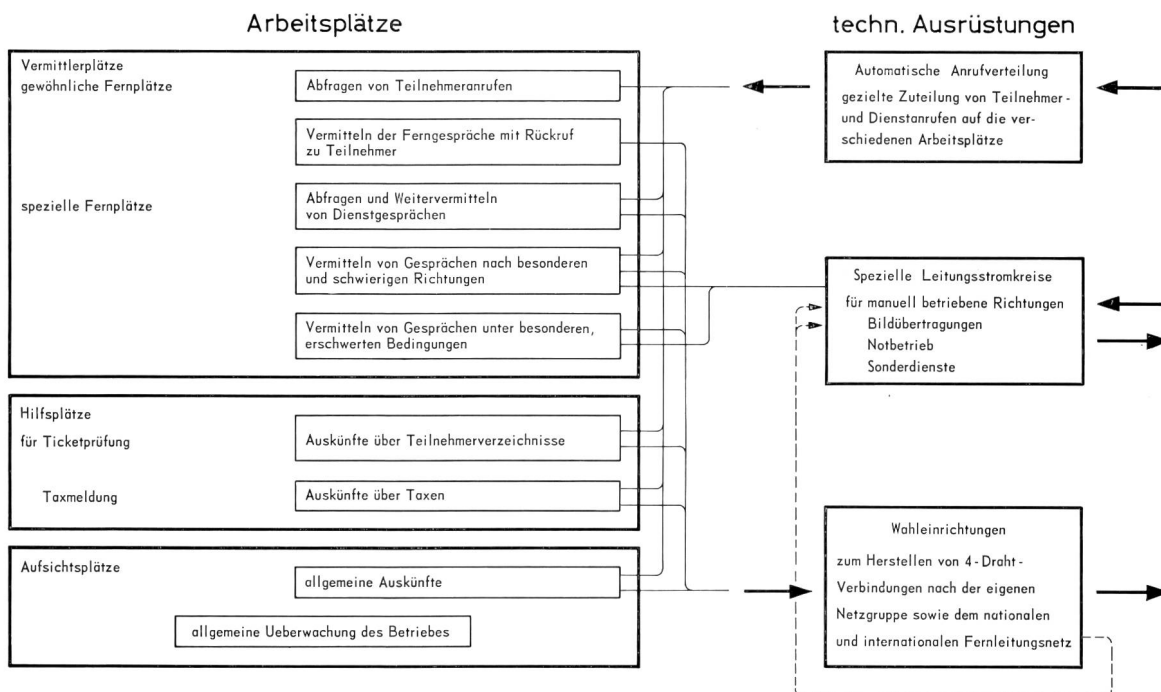 Arbeitsplätze
Vermittlerplätze
gewöhnliche Fernplätze
Abfragen von Teilnehmeranrufen
Vermitteln der Ferngespräche mit Rückruf
zu Teilnehmer
spezielle Fernplätze
Abfragen und Weitervermitteln
von Dienstgesprächen
Vermitteln von Gesprächen nach besonderen
und schwierigen Richtungen
Vermitteln von Gesprächen unter besonderen,
erschwerten Bedingungen
Hilfsplätze
für Ticketprüfung
Auskünfte über Teilnehmerverzeichnisse
Taxmeldung
Auskünfte über Taxen
Aufsichtsplätze
allgemeine Auskünfte
allgemeine Ueberwachung des Betriebes
techn. Ausrüstungen
Automatische Anrufverteilung
gezielte Zuteilung von Teilnehmer-
und Dienstanrufen auf die ver-
schiedenen Arbeitsplätze
Spezielle Leitungsstromkreise
für manuell betriebene Richtungen
Bildübertragungen
Notbetrieb
Sonderdienste
Wahleinrichtungen
zum Herstellen von 4-Draht-
Verbindungen nach der eigenen
Netzgruppe sowie dem nationalen
und internationalen Fernleitungsnetz